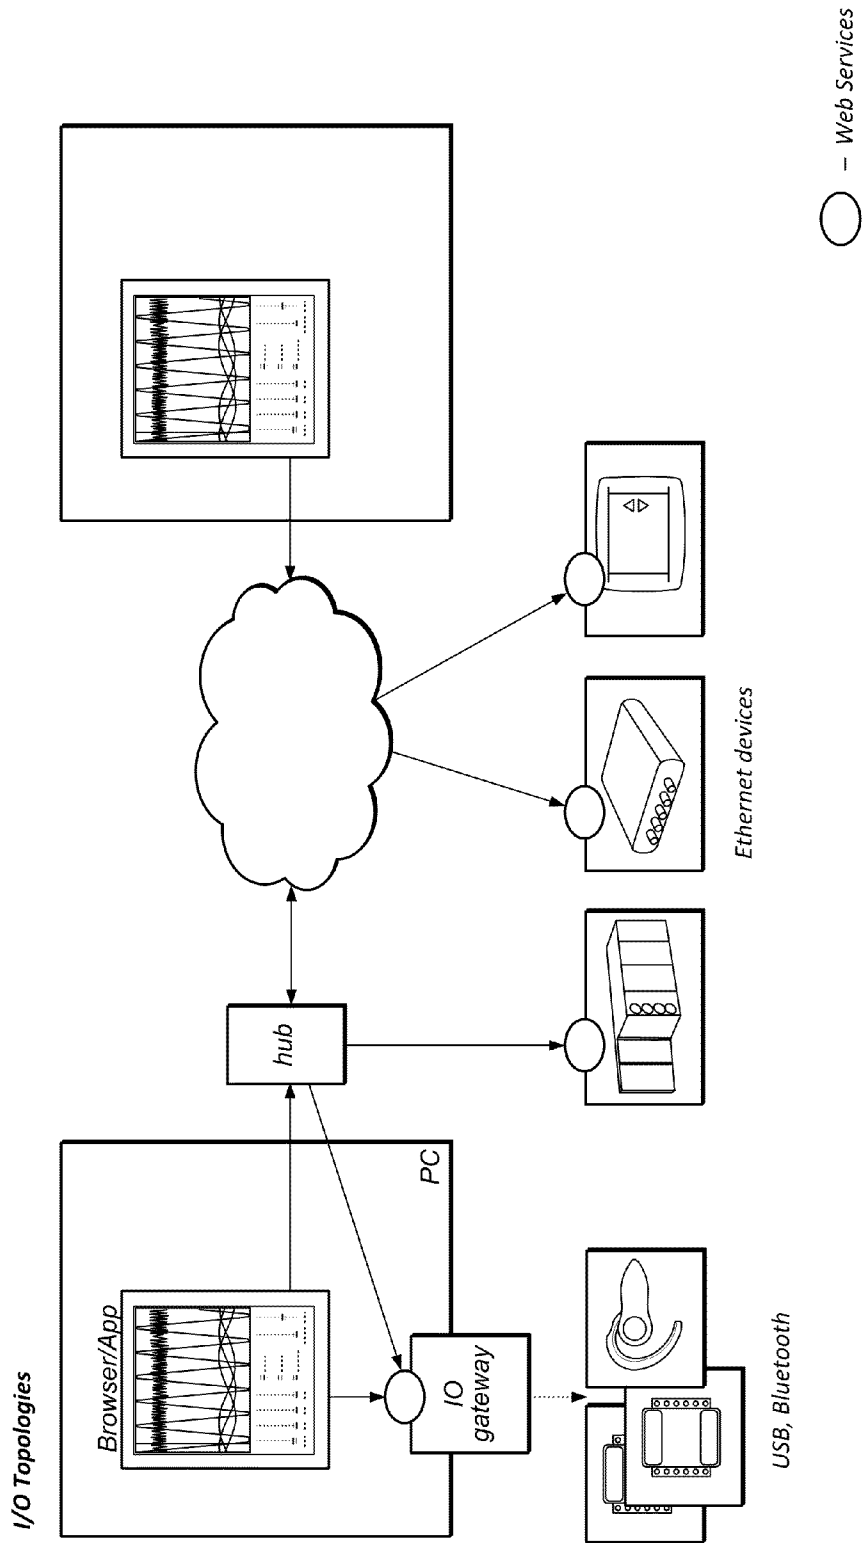 I/O Topologies
Browser/App
PC
hub
IO
gateway
USB, Bluetooth
Ethernet devices
– Web Services